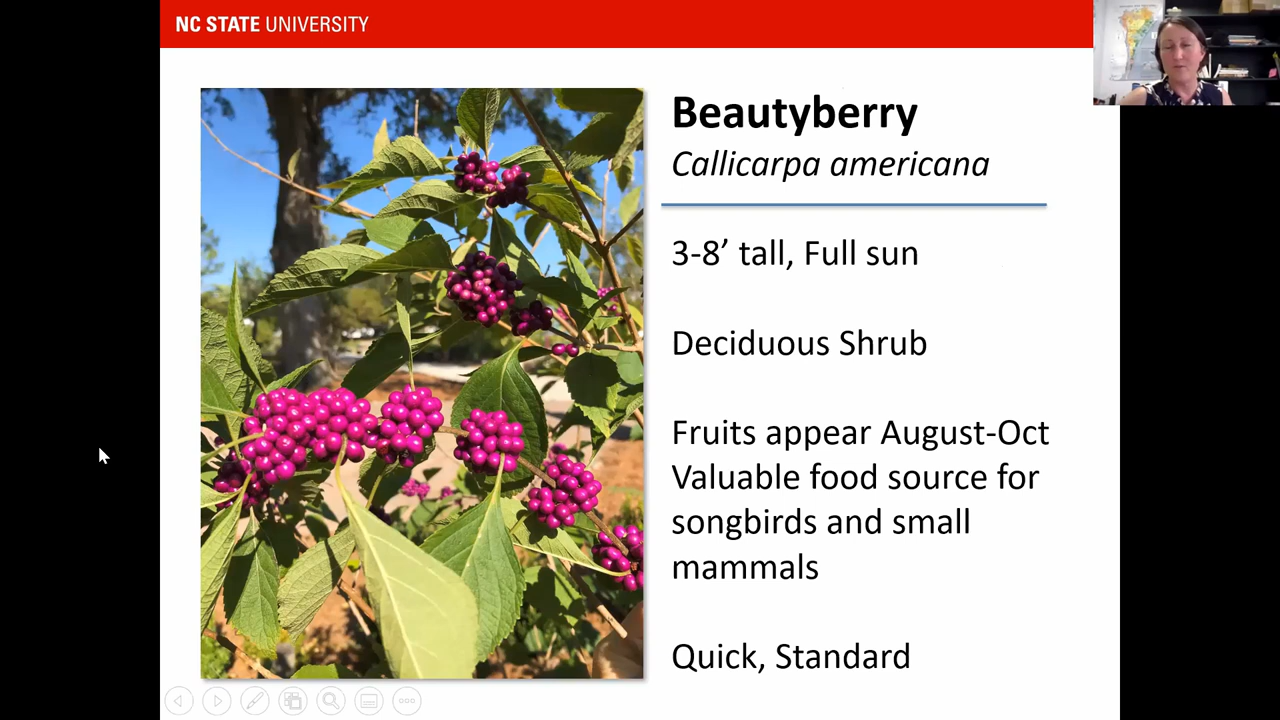 NC STATE UNIVERSITY
Beautyberry
Callicarpa americana
3-8’ tall, Full sun
Deciduous Shrub
Fruits appear August-Oct
Valuable food source for
songbirds and small
mammals
Quick, Standard